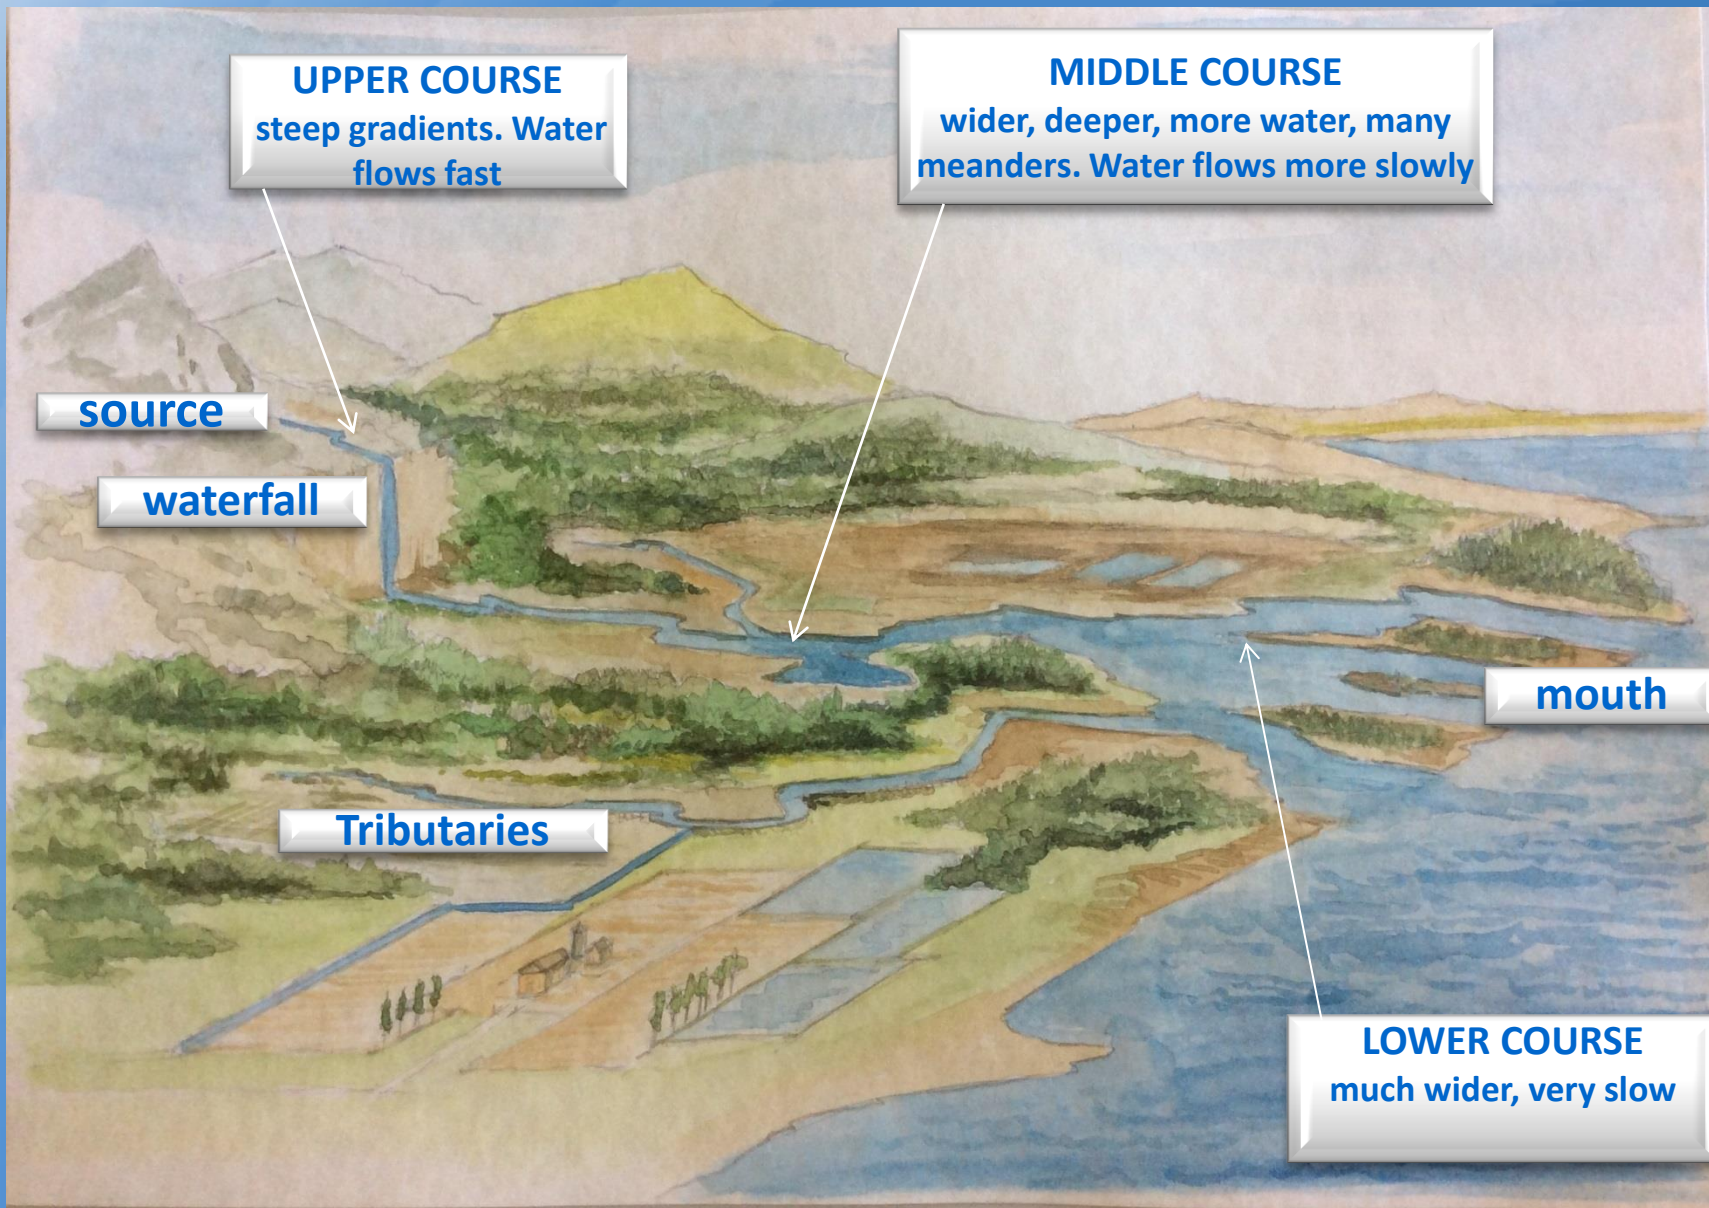 UPPER COURSE
steep gradients. Water
flows fast
MIDDLE COURSE
wider, deeper, more water, many
meanders. Water flows more slowly
source
waterfall
mouth
Tributaries
LOWER COURSE
much wider, very slow